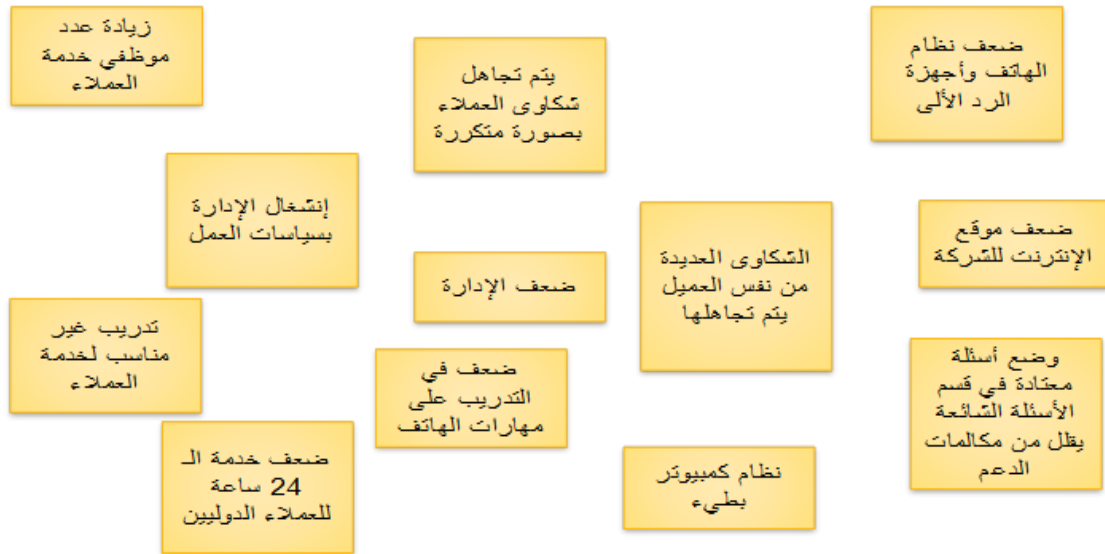 ضعف نظام
الهاتف وأجهزة
الرد الألى
يتم تجاهل
شكاوى العملاء
بصورة متكررة
زيادة عدد
موظفي خدمة
العملاء
ضعف موقع
الإنترنت للشركة
الشكاوى العديدة
من نفس العميل
يتم تجاهلها
ضعف الإدارة
إنشغال الإدارة
بسياسات العمل
وضع أسئلة
معتادة في قسم
الأسئلة الشائعة
يقلل من مكالمات
الدعم
ضعف في
التدريب على
مهارات الهاتف
تدريب غير
مناسب لخدمة
العملاء
نظام كمبيوتر
بطيء
ضعف خدمة الـ
24 ساعة
للعملاء الدوليين